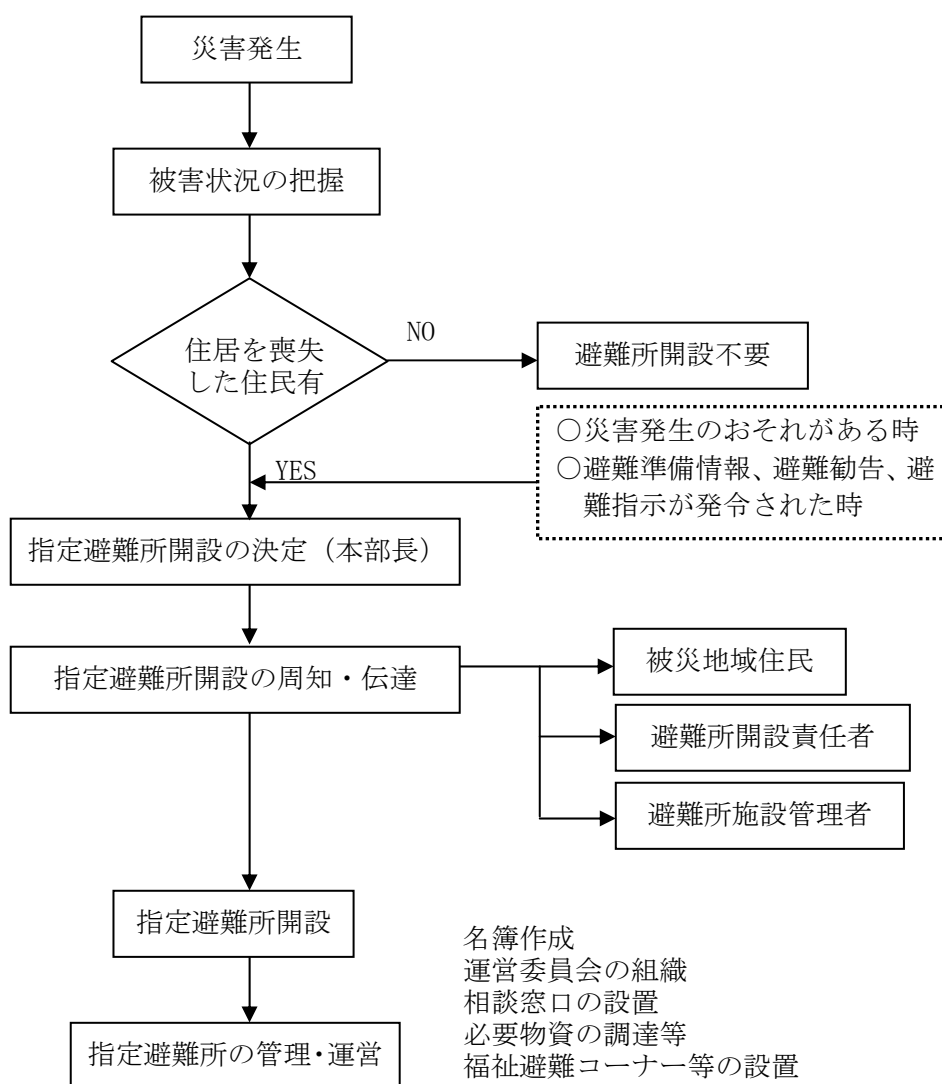 災害発生
被害状況の把握
住居を喪失
した住民有
NO
避難所開設不要
○災害発生のおそれがある時
○避難準備情報、避難勧告、避
難指示が発令された時
YES
指定避難所開設の決定（本部長）
指定避難所開設の周知・伝達
被災地域住民
避難所開設責任者
避難所施設管理者
指定避難所開設
名簿作成
運営委員会の組織
相談窓口の設置
必要物資の調達等
福祉避難コーナー等の設置
指定避難所の管理・運営